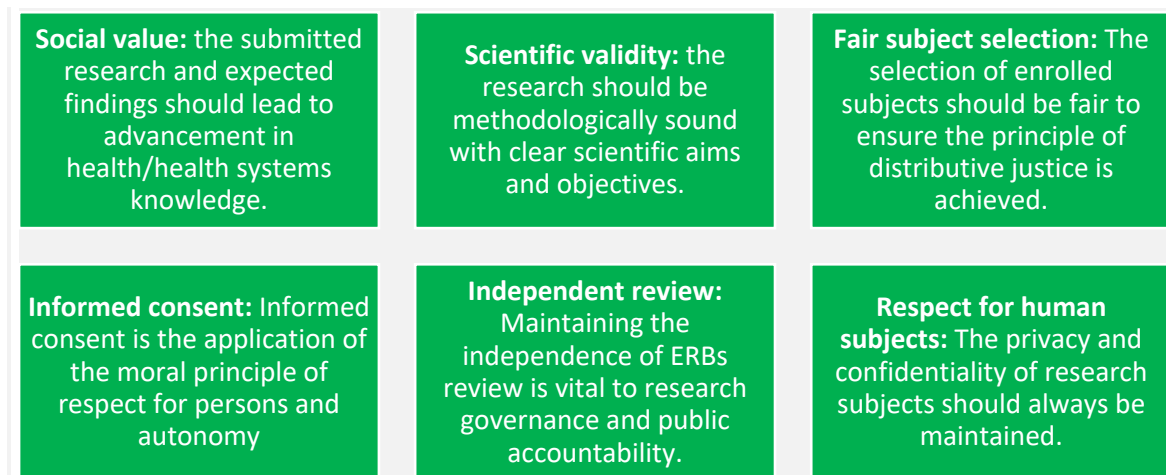 Social value: the submitted
research and expected
findings should lead to
advancement in
health/health systems
knowledge.
Scientific validity: the
research should be
methodologically sound
with clear scientific aims
and objectives.
Fair subject selection: The
selection of enrolled
subjects should be fair to
ensure the principle of
distributive justice is
achieved.
Informed consent: Informed
consent is the application of
the moral principle of
respect for persons and
autonomy
Independent review:
Maintaining the
independence of ERBs
review is vital to research
governance and public
accountability.
Respect for human
subjects: The privacy and
confidentiality of research
subjects should always be
maintained.